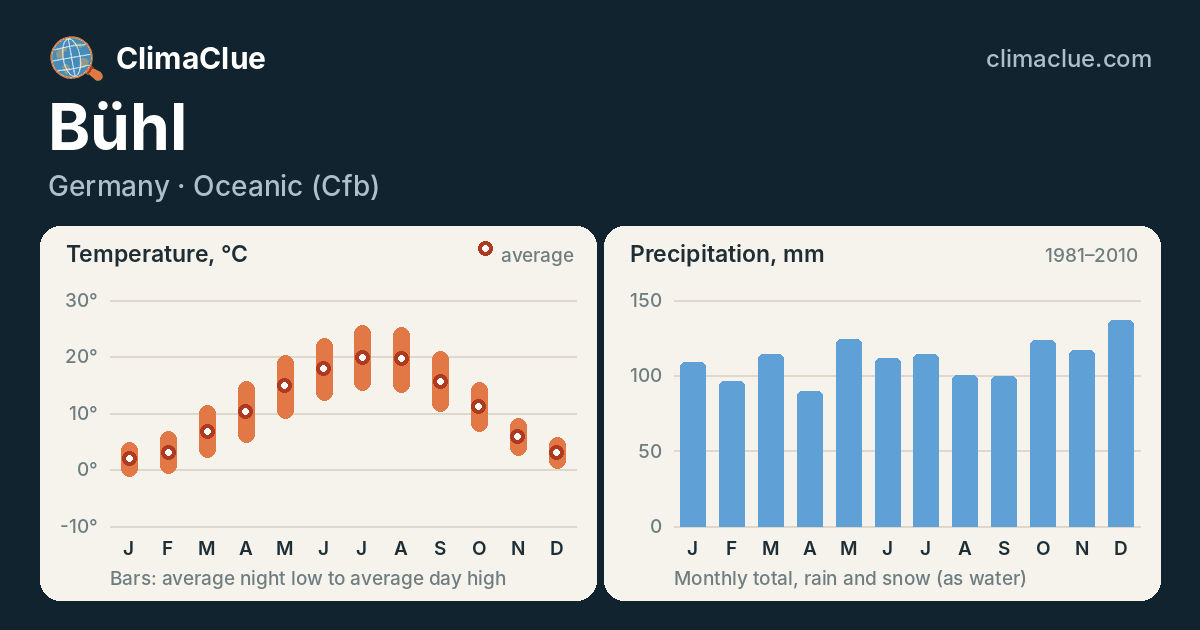 ClimaClue
climaclue.com
Bühl
Germany · Oceanic (Cfb)
Temperature, °C
average
30°
20°
10°
0°
-10°
J F M A M J J A S O N D
Bars: average night low to average day high
Precipitation, mm
1981–2010
150
100
50
0
J F M A M J J A S O N D
Monthly total, rain and snow (as water)